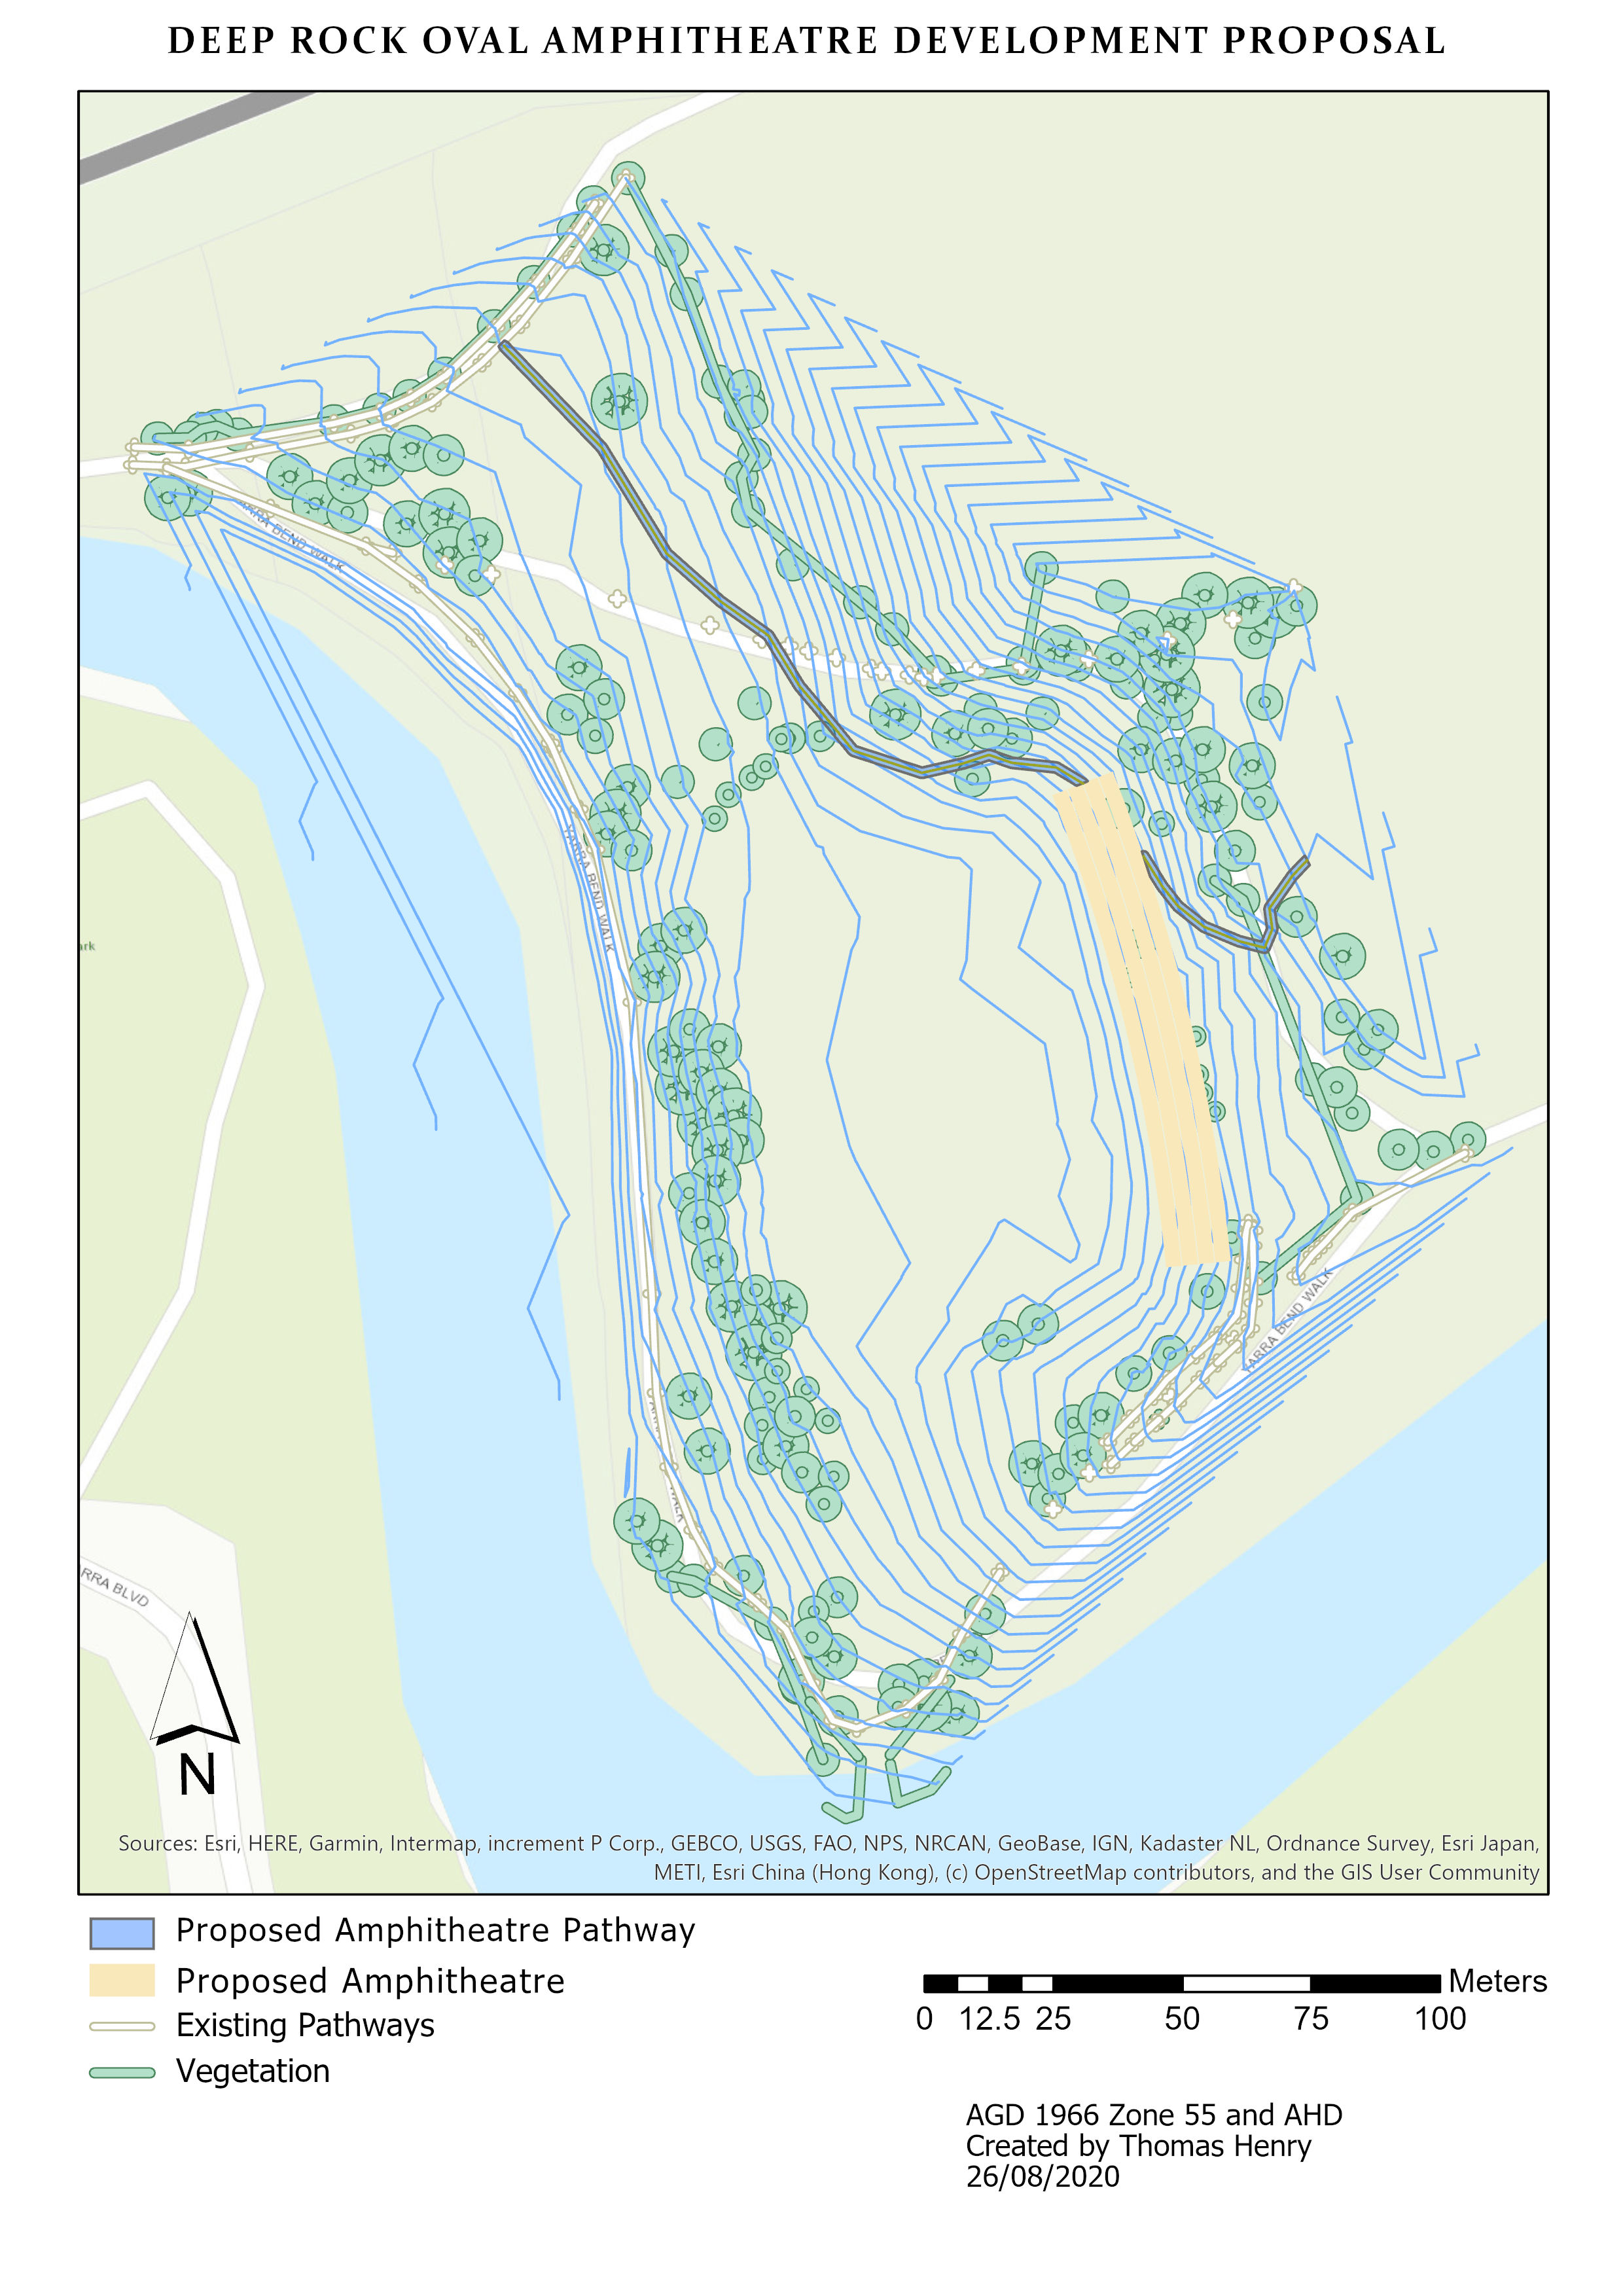 DEEP ROCK OVAL AMPHITHEATRE DEVELOPMENT PROPOSAL
YARRA BEND WALK
YARRA BEND WALK
ark
YARRA BEND WALK
WALK
RRA BLVD
N
Sources: Esri, HERE, Garmin, Intermap, increment P Corp., GEBCO, USGS, FAO, NPS, NRCAN, GeoBase, IGN, Kadaster NL, Ordnance Survey, Esri Japan,
METI, Esri China (Hong Kong), (c) OpenStreetMap contributors, and the GIS User Community
Proposed Amphitheatre Pathway
Proposed Amphitheatre
Existing Pathways
Vegetation
Meters
0 12.5 25 50 75 100
AGD 1966 Zone 55 and AHD
Created by Thomas Henry
26/08/2020